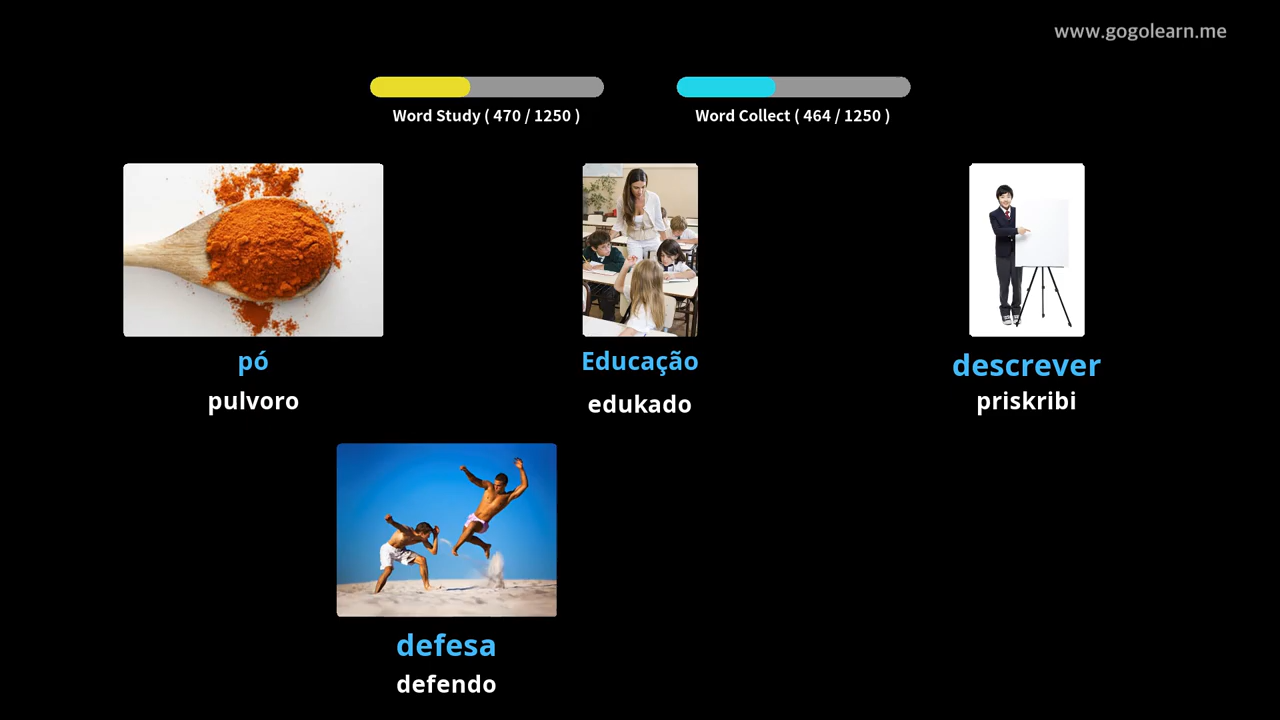 www.gogolearn.me
Word Study ( 470 / 1250 )
Word Collect ( 464 / 1250 )
pó
pulvoro
Educação
edukado
descrever
priskribi
defesa
defendo